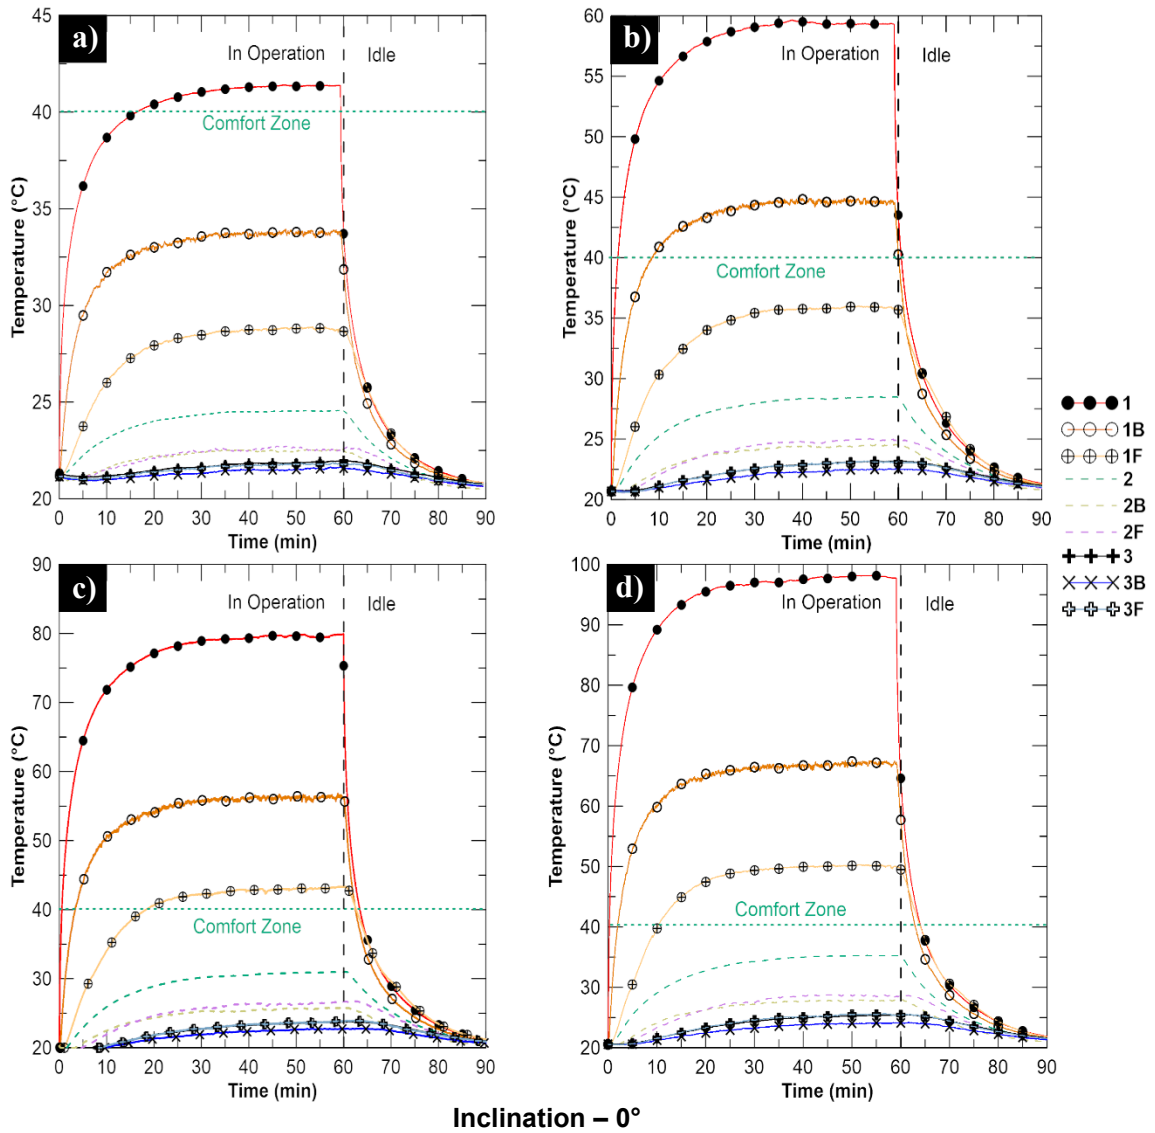 a)
In Operation
Idle
Comfort Zone
Temperature (°C)
40
35
30
25
20
0 10 20 30 40 50 60 70 80 90
Time (min)
b)
In Operation
Idle
Comfort Zone
Temperature (°C)
60
55
50
45
40
35
30
25
20
0 10 20 30 40 50 60 70 80 90
Time (min)
1
1B
1F
2
2B
2F
3
3B
3F
c)
In Operation
Idle
Comfort Zone
Temperature (°C)
90
80
70
60
50
40
30
20
0 10 20 30 40 50 60 70 80 90
Time (min)
d)
In Operation
Idle
Comfort Zone
Temperature (°C)
100
90
80
70
60
50
40
30
20
0 10 20 30 40 50 60 70 80 90
Time (min)
Inclination – 0°